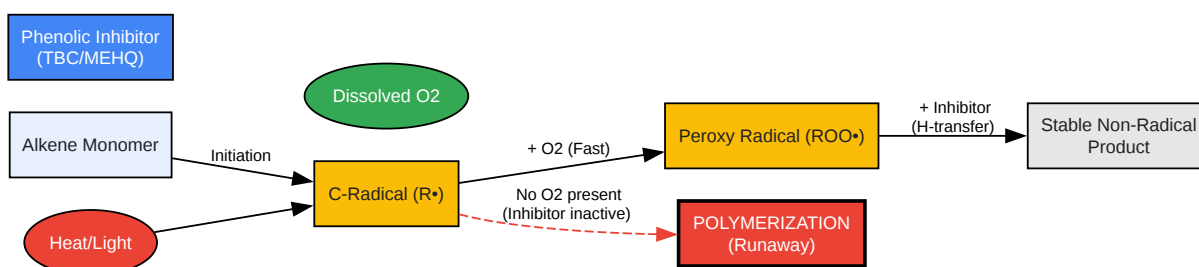 Phenolic Inhibitor
(TBC/MEHQ)
Alkene Monomer
Heat/Light
Initiation
Dissolved O2
C-Radical (R•)
+ O2 (Fast)
No O2 present
(Inhibitor inactive)
Peroxy Radical (ROO•)
POLYMERIZATION
(Runaway)
+ Inhibitor
(H-transfer)
Stable Non-Radical
Product